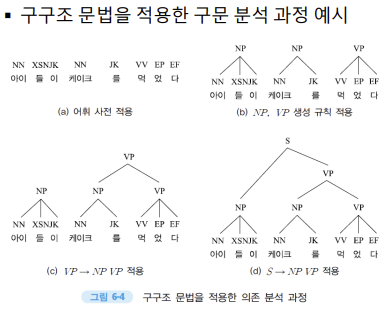 ▪ 구구조 문법을 적용한 구문 분석 과정 예시
NN XSNJK NN JK VV EP EF
아이 들 이 케이크 를 먹 었 다
(a) 어휘 사전 적용
NP NP VP
NN XSNJK NN JK VV EP EF
아이 들 이 케이크 를 먹 었 다
(b) NP, VP 생성 규칙 적용
VP
NP NP VP
NN XSNJK NN JK VV EP EF
아이 들 이 케이크 를 먹 었 다
(c) VP → NP VP 적용
S
VP
NP NP VP
NN XSNJK NN JK VV EP EF
아이 들 이 케이크 를 먹 었 다
(d) S → NP VP 적용
그림 6-4 구구조 문법을 적용한 의존 분석 과정